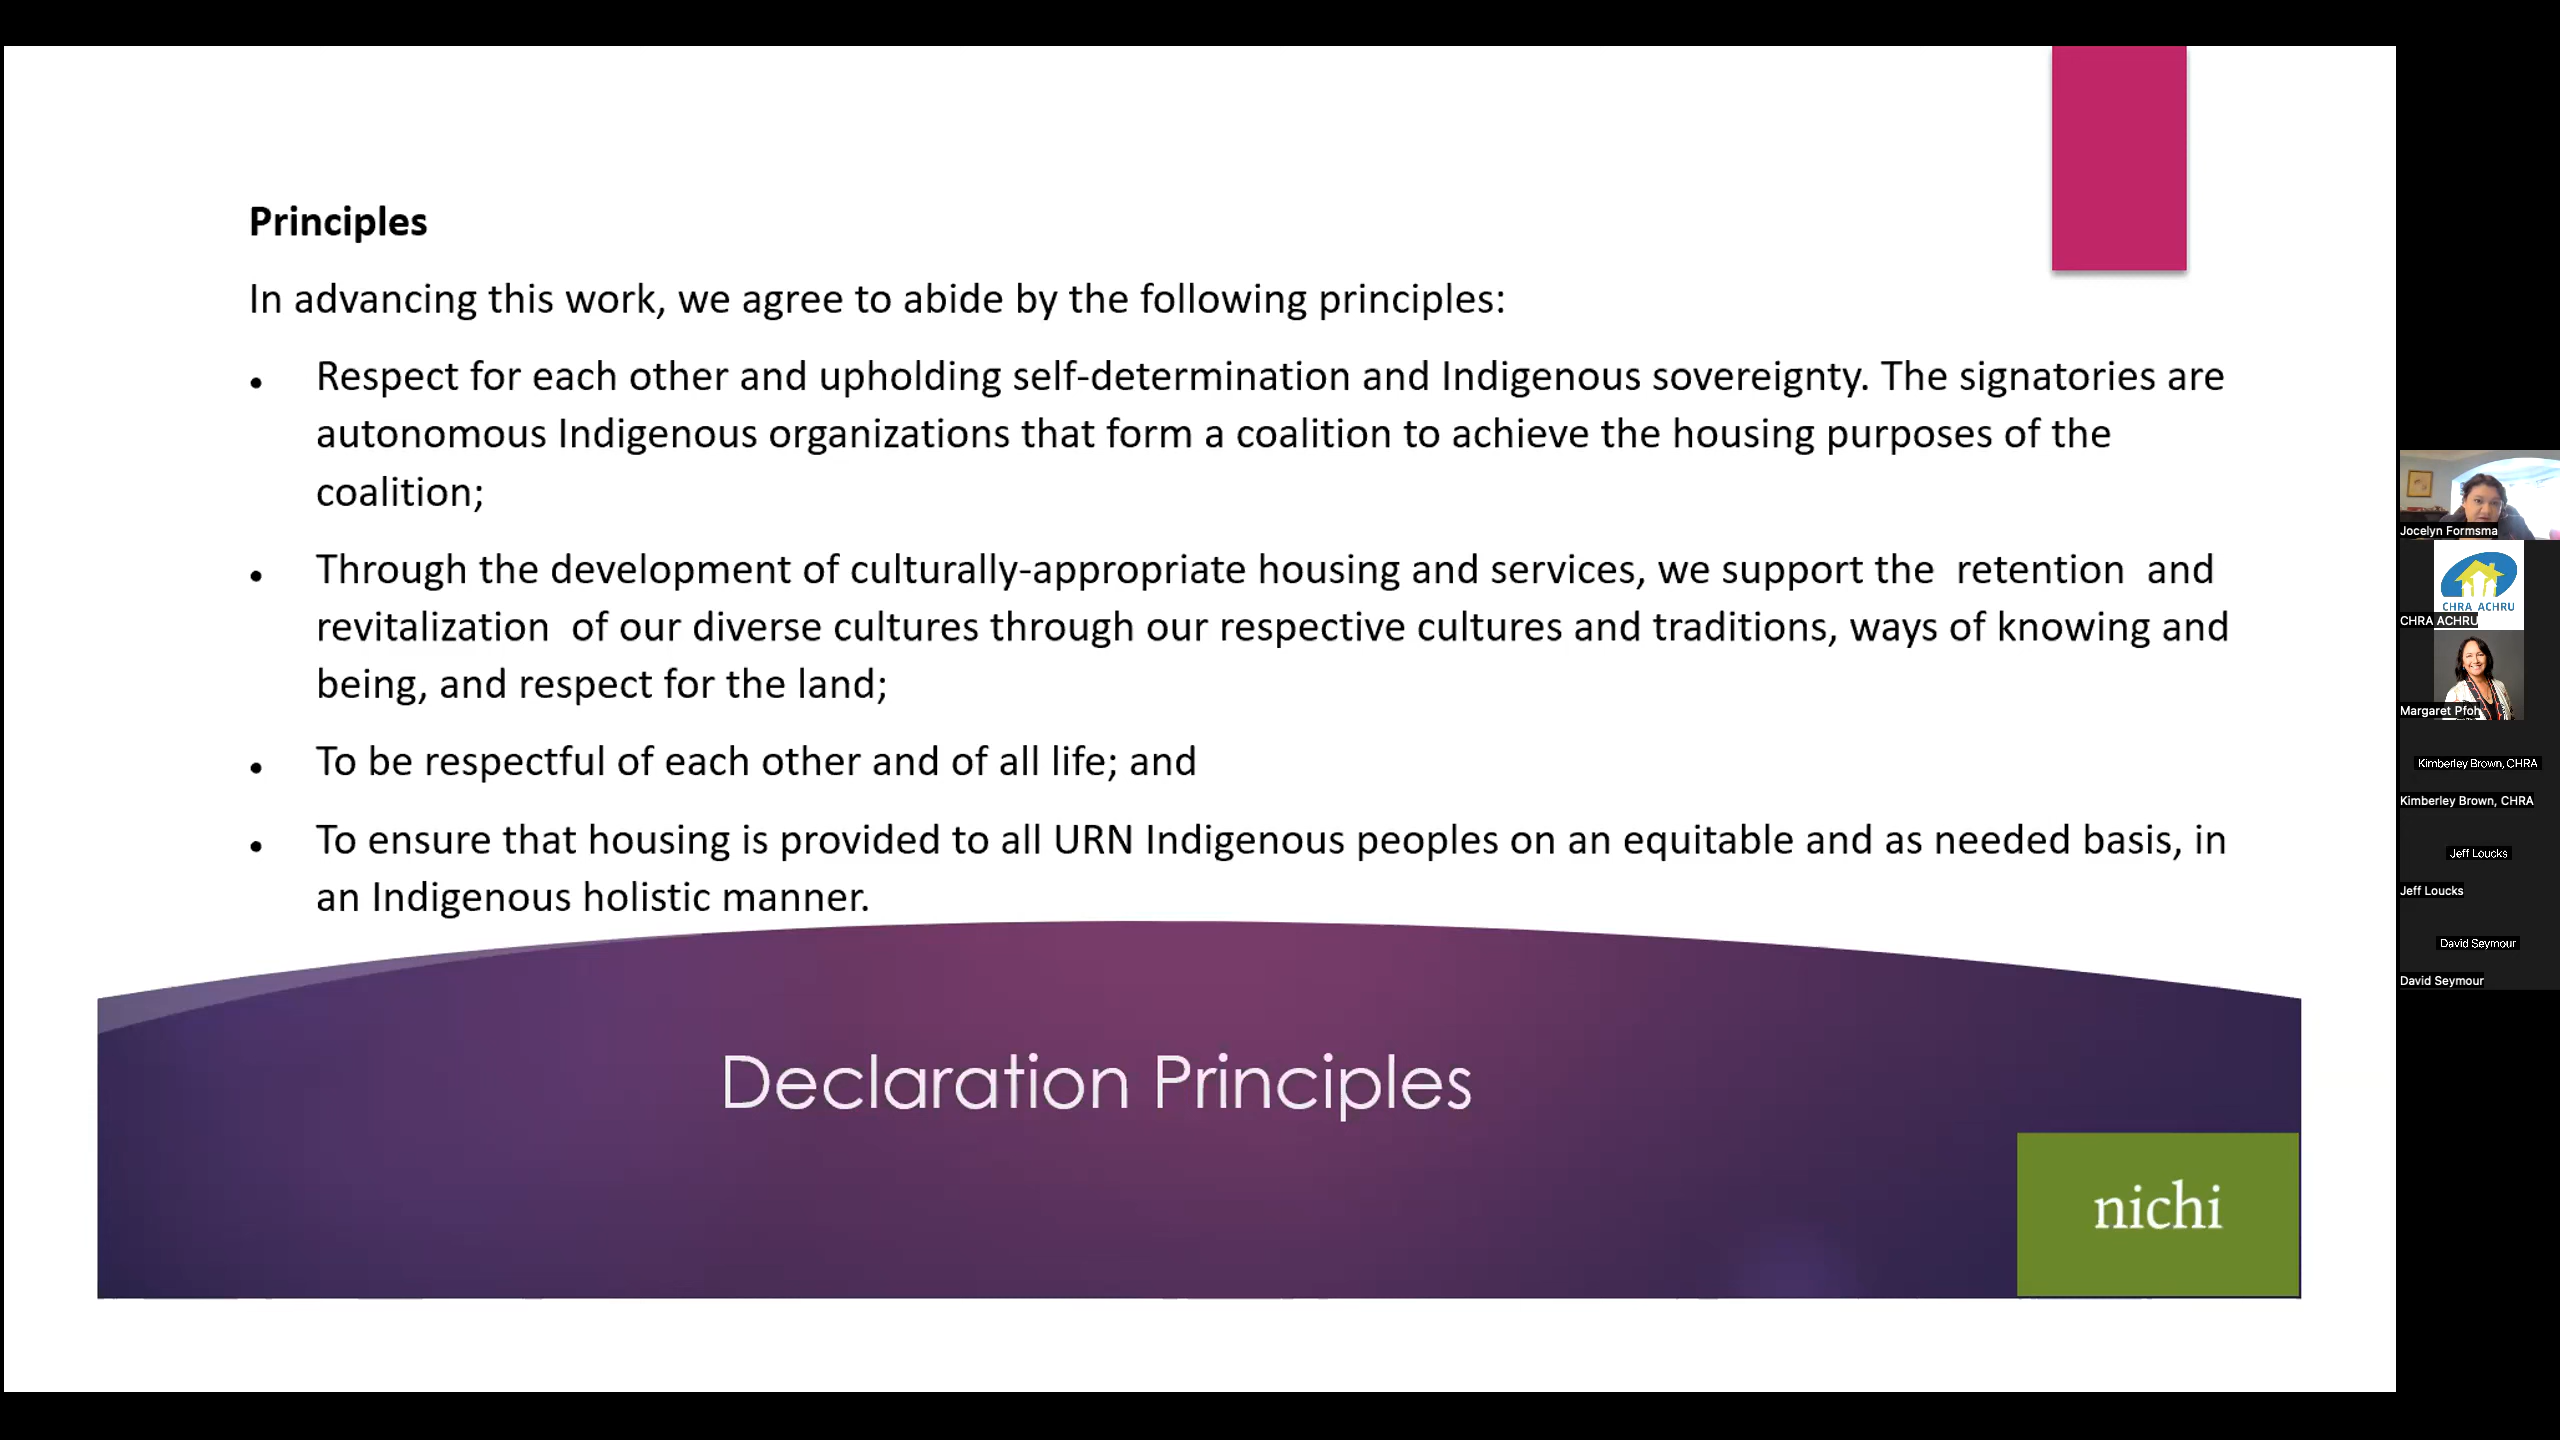 Principles
In advancing this work, we agree to abide by the following principles:
• Respect for each other and upholding self-determination and Indigenous sovereignty. The signatories are
autonomous Indigenous organizations that form a coalition to achieve the housing purposes of the
coalition;
• Through the development of culturally-appropriate housing and services, we support the  retention  and
revitalization  of our diverse cultures through our respective cultures and traditions, ways of knowing and
being, and respect for the land;
• To be respectful of each other and of all life; and
• To ensure that housing is provided to all URN Indigenous peoples on an equitable and as needed basis, in
an Indigenous holistic manner.
Declaration Principles
nichi
Jocelyn Formsma
CHRA ACHRU
CHRA ACHRU
Margaret Pfoh
Kimberley Brown, CHRA
Kimberley Brown, CHRA
Jeff Loucks
Jeff Loucks
David Seymour
David Seymour